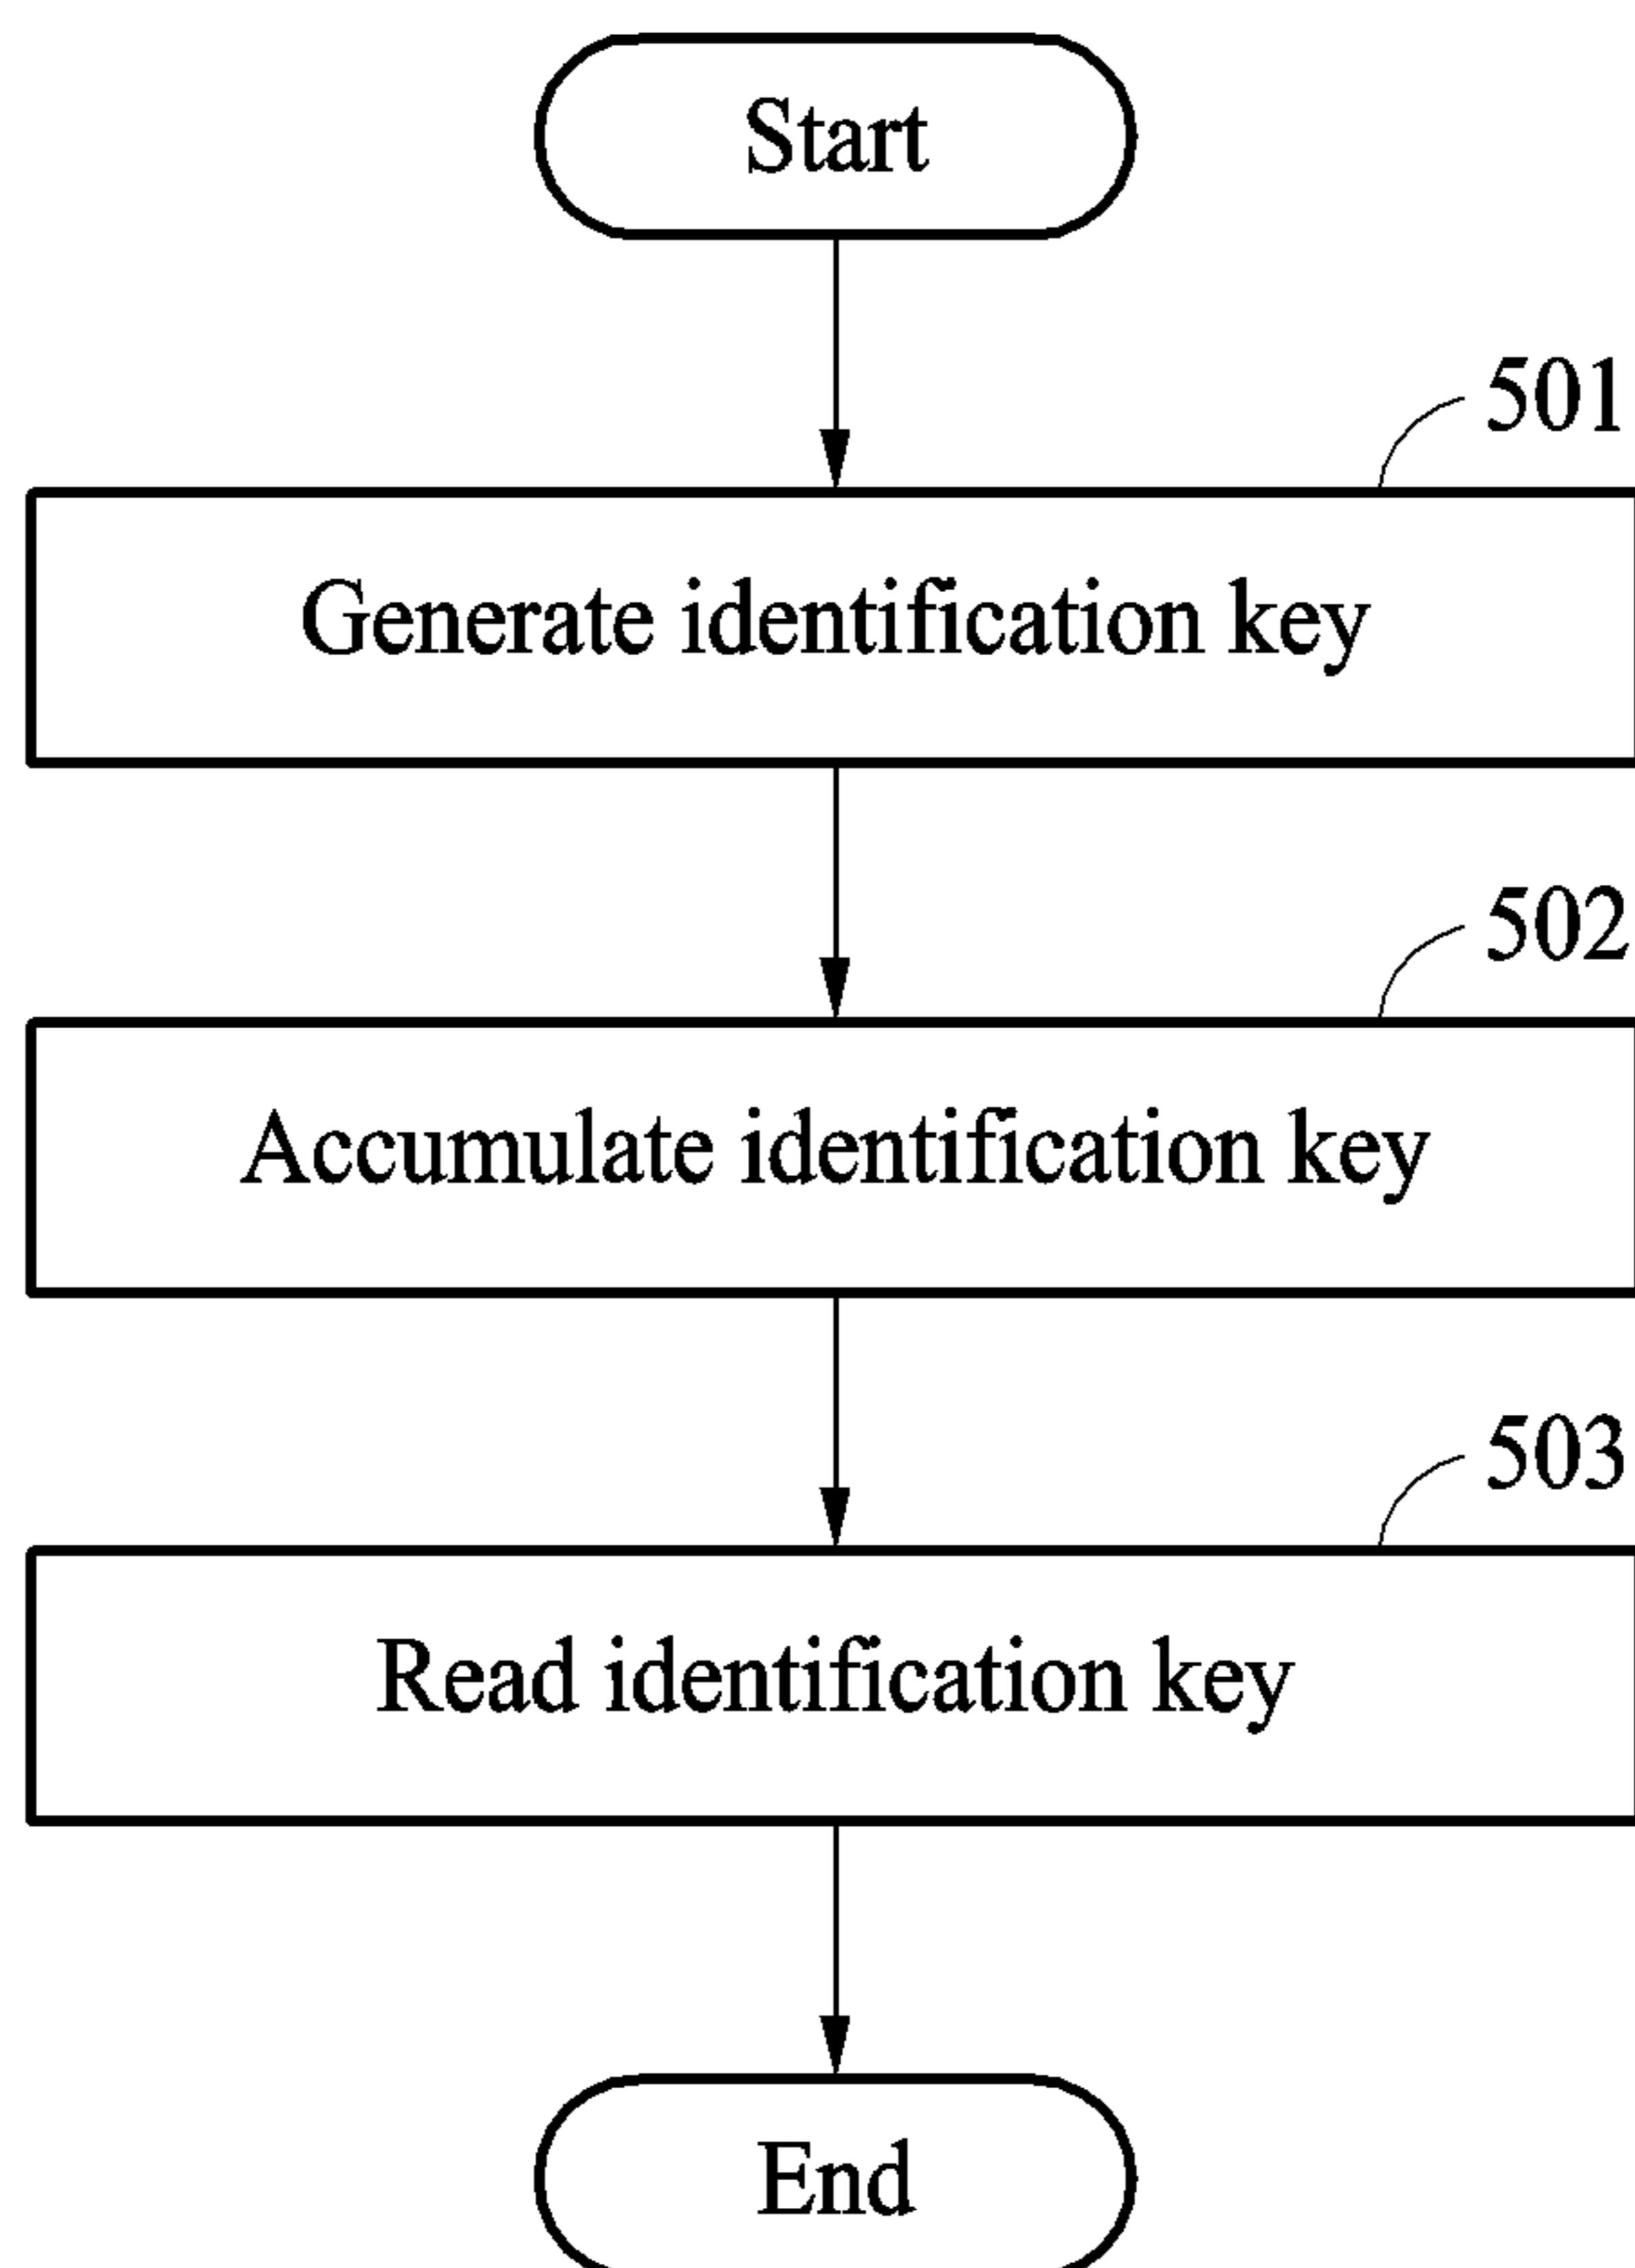 Start
501
Generate identification key
502
Accumulate identification key
503
Read identification key
End